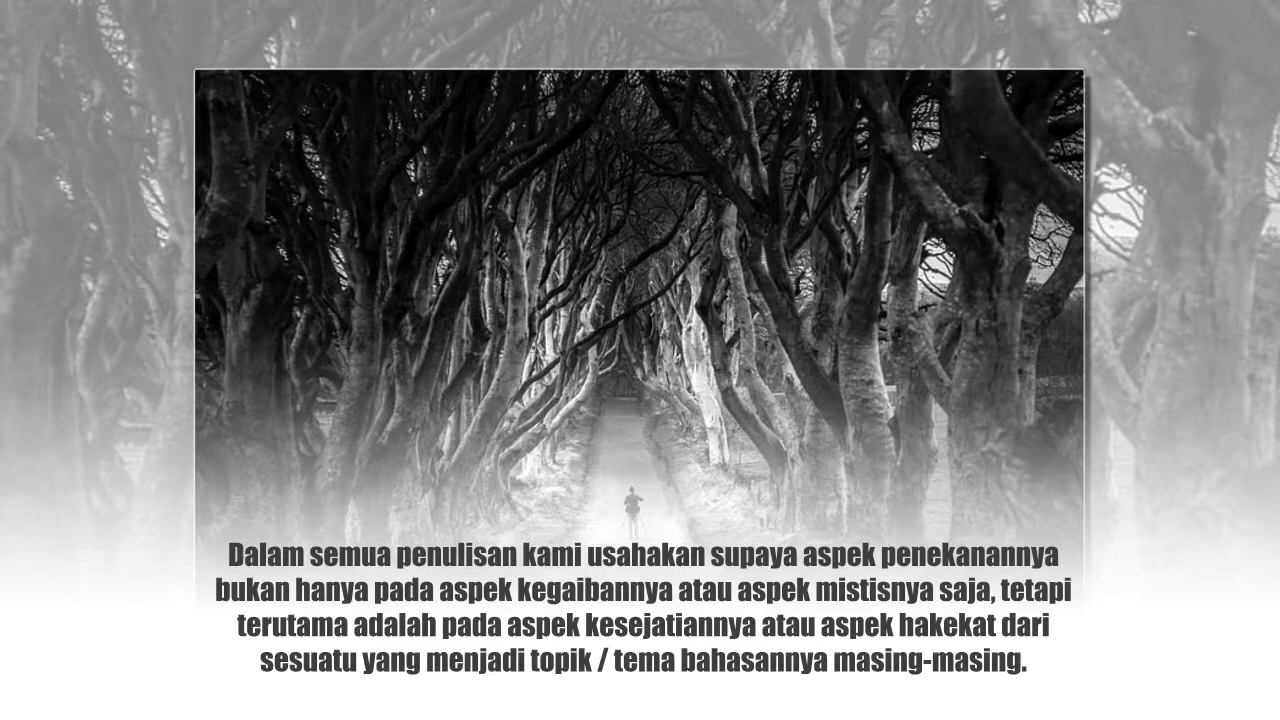 Dalam semua penulisan kami usahakan supaya aspek penekanannya
bukan hanya pada aspek kegaibannya atau aspek mistisnya saja, tetapi
terutama adalah pada aspek kesejatiannya atau aspek hakekat dari
sesuatu yang menjadi topik / tema bahasannya masing-masing.